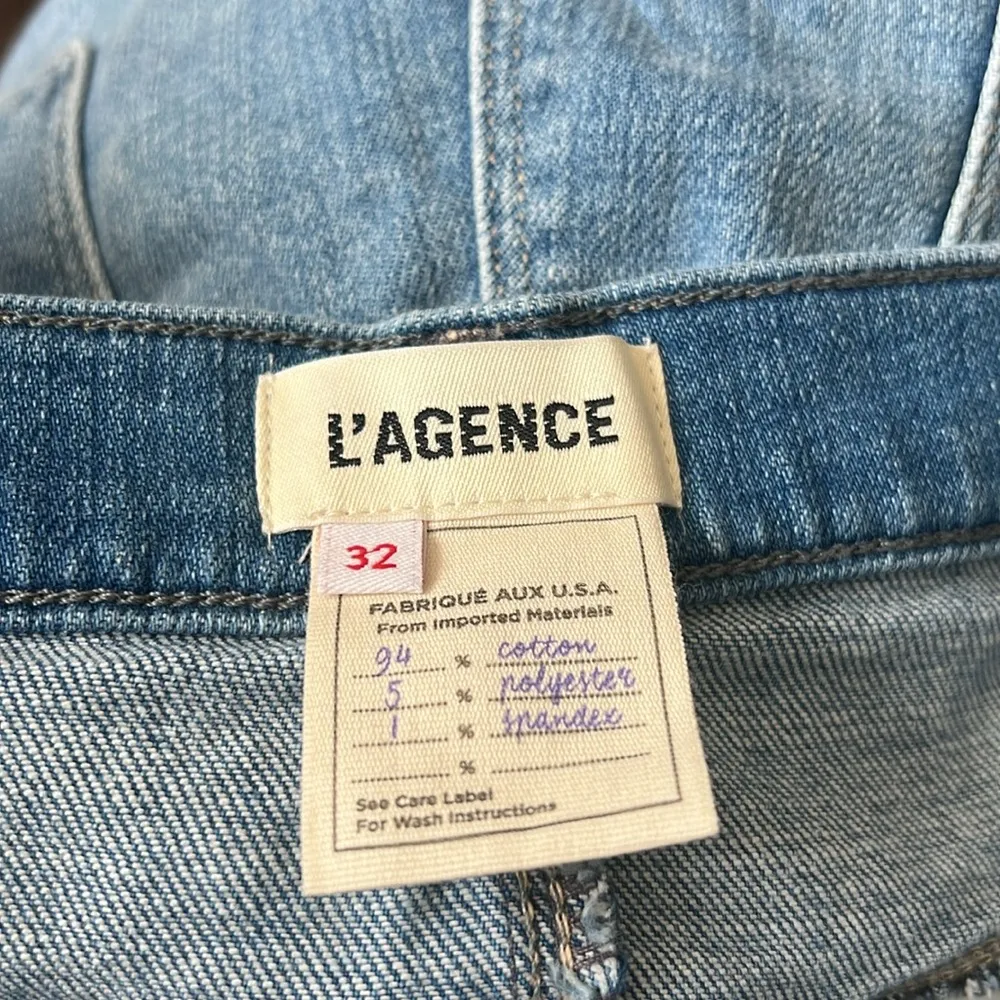 L'AGENCE
32
FABRIQUÉ AUX U.S.A.
From Imported Materials
94 % cotton
5 % polyester
1 % spandex
%
See Care Label
For Wash Instructions